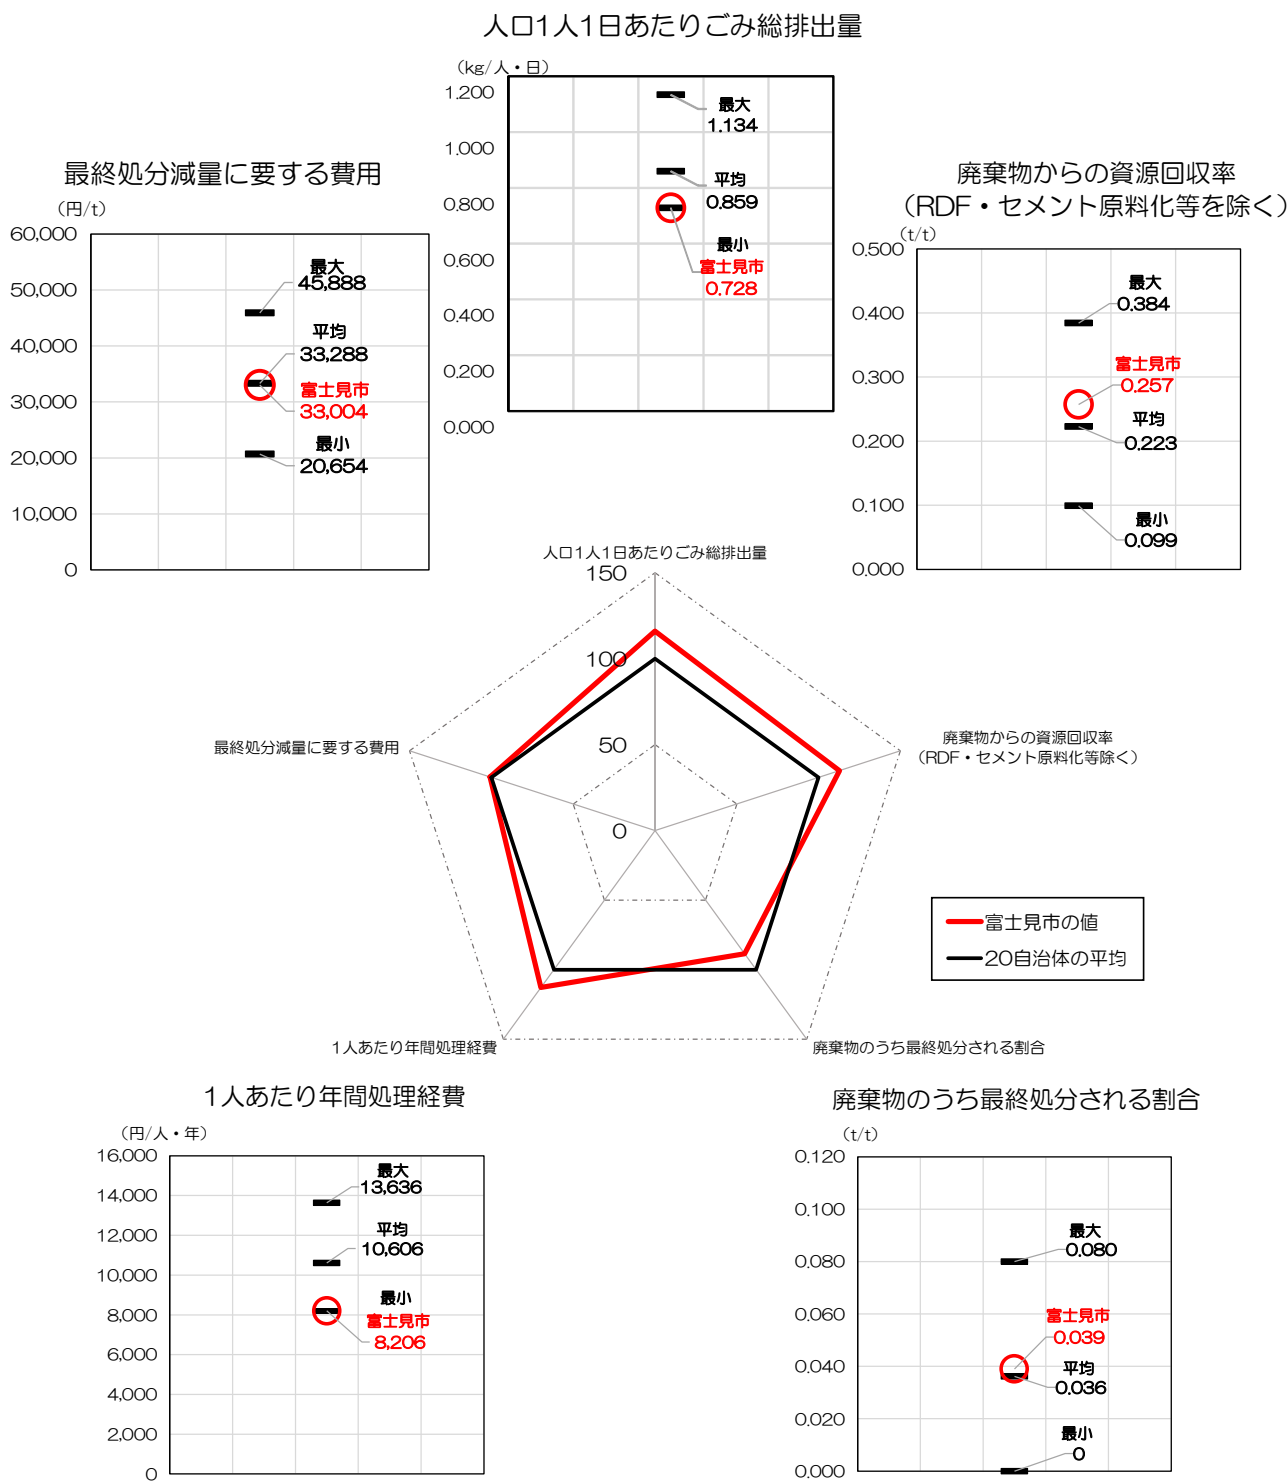 人口1人1日あたりごみ総排出量
(kg/人・日)
1.200
1.000
0.800
0.600
0.400
0.200
0.000
最大
1.134
平均
0.859
最小
富士見市
0.728
最終処分減量に要する費用
(円/t)
60,000
50,000
40,000
30,000
20,000
10,000
0
最大
45,888
平均
33,288
富士見市
33,004
最小
20,654
廃棄物からの資源回収率
(RDF・セメント原料化等を除く)
(t/t)
0.500
0.400
0.300
0.200
0.100
0.000
最大
0.384
富士見市
0.257
平均
0.223
最小
0.099
人口1人1日あたりごみ総排出量
150
100
50
0
最終処分減量に要する費用
廃棄物からの資源回収率
(RDF・セメント原料化等除く)
1人あたり年間処理経費
廃棄物のうち最終処分される割合
富士見市の値
20自治体の平均
1人あたり年間処理経費
(円/人・年)
16,000
14,000
12,000
10,000
8,000
6,000
4,000
2,000
0
最大
13,636
平均
10,606
最小
富士見市
8,206
廃棄物のうち最終処分される割合
(t/t)
0.120
0.100
0.080
0.060
0.040
0.020
0.000
最大
0.080
富士見市
0.039
平均
0.036
最小
0